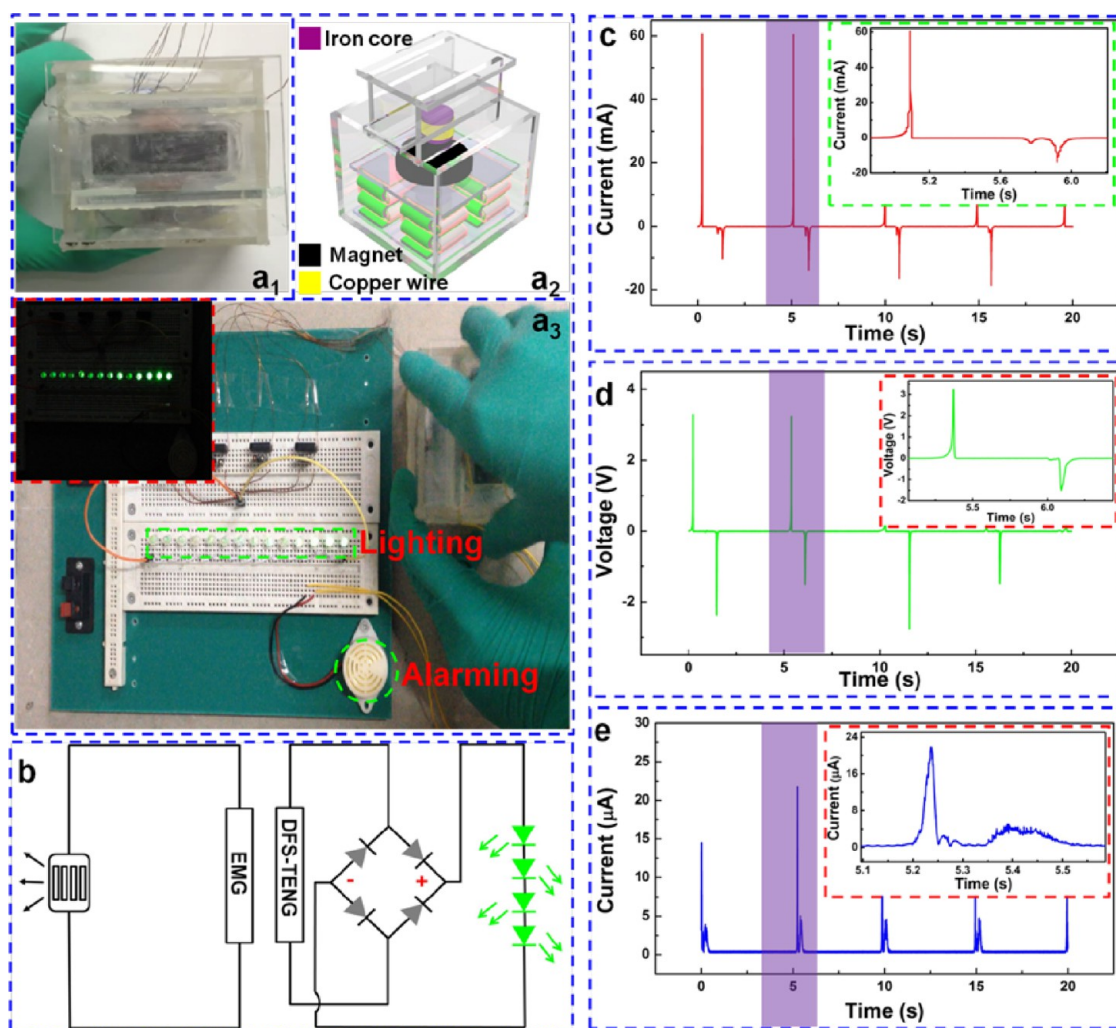 a1
Iron core
Magnet
Copper wire
a2
a3
Lighting
Alarming
b
EMG
DFS-TENG
-
+
c
Current (mA)
60
40
20
0
-20
0 5 10 15 20
Time (s)
Current (mA)
60
40
20
0
-20
5.2 5.6 6.0
Time (s)
d
Voltage (V)
4
2
0
-2
0 5 10 15 20
Time (s)
Voltage (V)
3
2
1
0
-1
-2
5.5 6.0
Time (s)
e
Current (μA)
30
25
20
15
10
5
0
0 5 10 15 20
Time (s)
Current (μA)
24
16
8
0
5.1 5.2 5.3 5.4 5.5
Time (s)